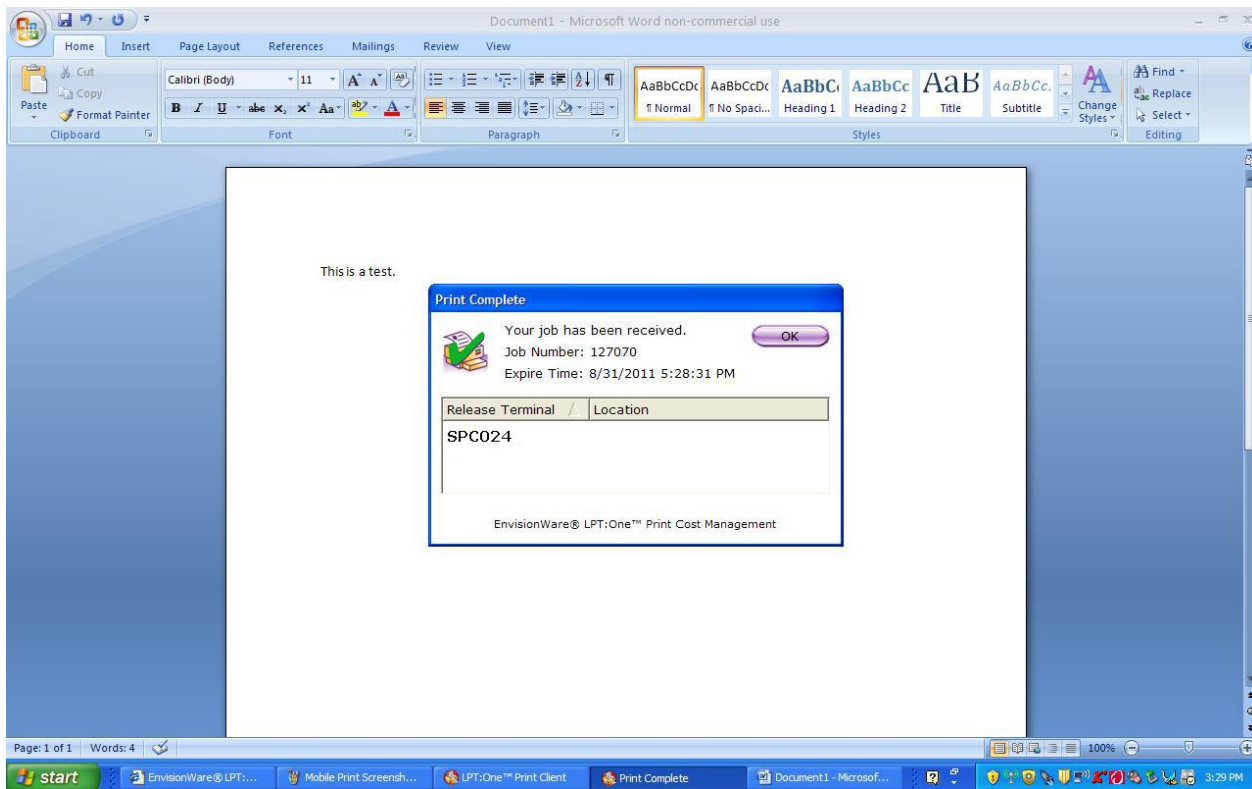 Document1 - Microsoft Word non-commercial use
Home Insert Page Layout References Mailings Review View
Cut
Copy
Format Painter
Paste
Clipboard
Calibri (Body) 11
Font
Paragraph
AaBbCcDc AaBbCcDc AaBbC AaBbCc AaB AaBbCc.
¶ Normal ¶ No Spaci... Heading 1 Heading 2 Title Subtitle
Change
Styles
Styles
Find
Replace
Select
Editing
This is a test.
Print Complete
Your job has been received.
Job Number: 127070
Expire Time: 8/31/2011 5:28:31 PM
OK
Release Terminal Location
SPC024
EnvisionWare® LPT:One™ Print Cost Management
Page: 1 of 1 Words: 4 100%
start EnvisionWare® LPT:... Mobile Print Screensh... LPT:One™ Print Client Print Complete Document1 - Microsof... 3:29 PM